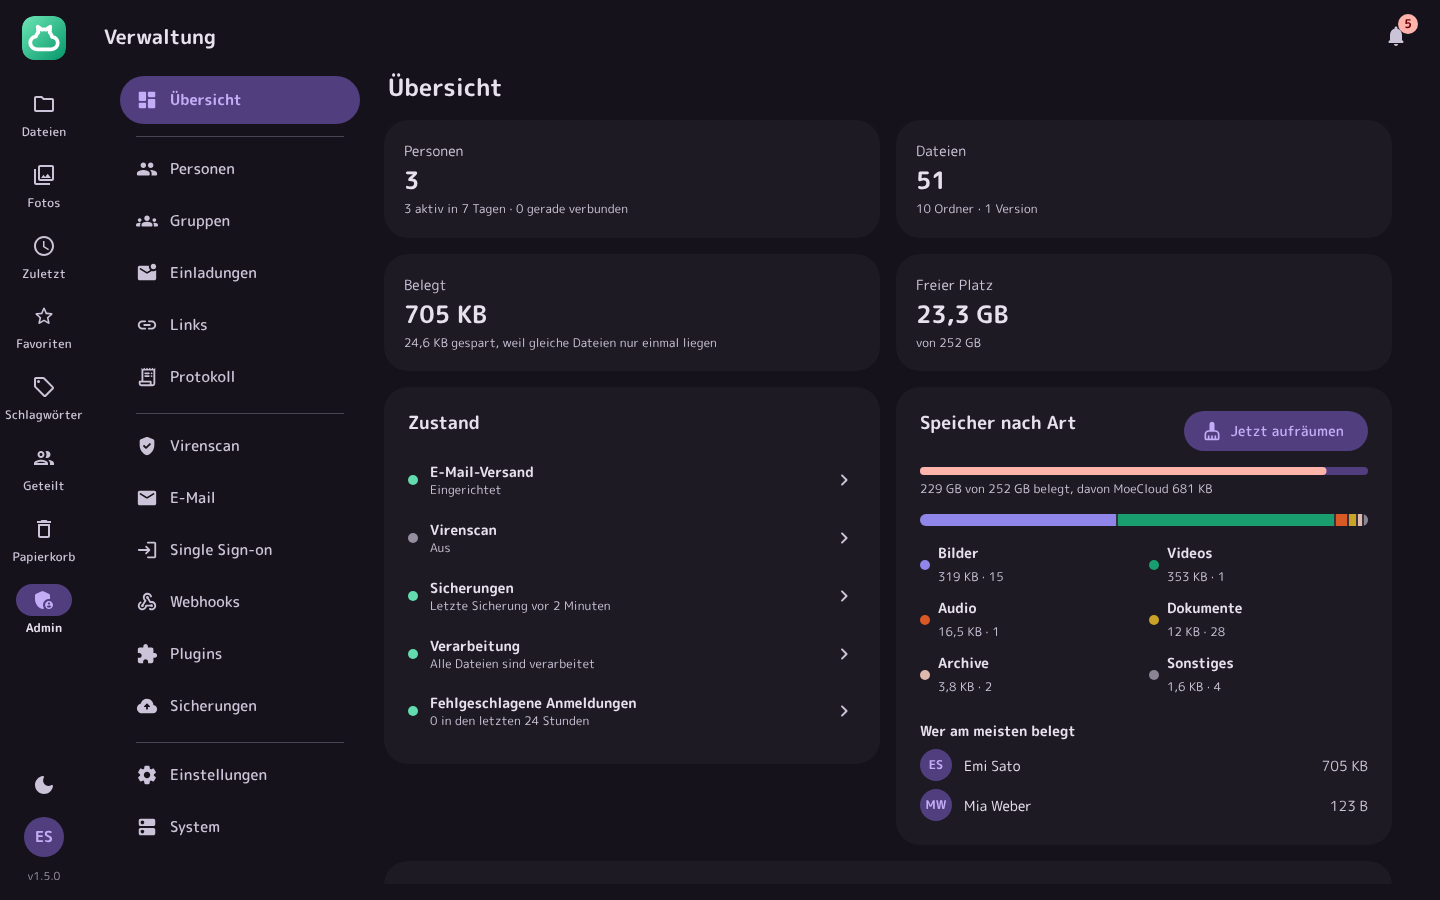 Verwaltung
5
Dateien
Fotos
Zuletzt
Favoriten
Schlagwörter
Geteilt
Papierkorb
Admin
ES
v1.5.0
Übersicht
Personen
Gruppen
Einladungen
Links
Protokoll
Virenscan
E-Mail
Single Sign-on
Webhooks
Plugins
Sicherungen
Einstellungen
System
Übersicht
Personen
3
3 aktiv in 7 Tagen · 0 gerade verbunden
Dateien
51
10 Ordner · 1 Version
Belegt
705 KB
24,6 KB gespart, weil gleiche Dateien nur einmal liegen
Freier Platz
23,3 GB
von 252 GB
Zustand
E-Mail-Versand
Eingerichtet
Virenscan
Aus
Sicherungen
Letzte Sicherung vor 2 Minuten
Verarbeitung
Alle Dateien sind verarbeitet
Fehlgeschlagene Anmeldungen
0 in den letzten 24 Stunden
Speicher nach Art
Jetzt aufräumen
229 GB von 252 GB belegt, davon MoeCloud 681 KB
Bilder
319 KB · 15
Videos
353 KB · 1
Audio
16,5 KB · 1
Dokumente
12 KB · 28
Archive
3,8 KB · 2
Sonstiges
1,6 KB · 4
Wer am meisten belegt
ES Emi Sato 705 KB
MW Mia Weber 123 B